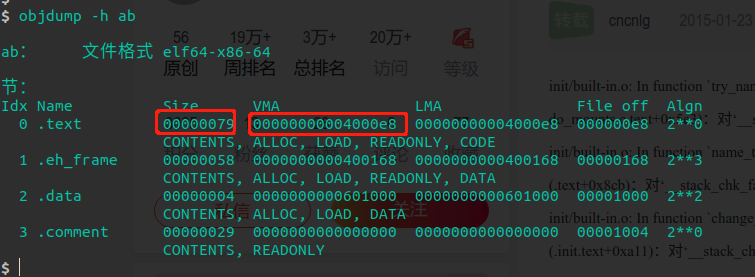 $ objdump -h ab
ab： 文件格式 elf64-x86-64
节：
Idx Name Size VMA LMA File off Algn
0 .text 00000079 00000000004000e8 00000000004000e8 000000e8 2**0
CONTENTS, ALLOC, LOAD, READONLY, CODE
1 .eh_frame 00000058 0000000000400168 0000000000400168 00000168 2**3
CONTENTS, ALLOC, LOAD, READONLY, DATA
2 .data 00000004 0000000000601000 0000000000601000 00001000 2**2
CONTENTS, ALLOC, LOAD, DATA
3 .comment 00000029 0000000000000000 0000000000000000 00001004 2**0
CONTENTS, READONLY
$
56 19万+ 3万+ 20万+
原创 周排名 总排名 访问 等级
关注
转载 cncnlg 2015-01-23
init/built-in.o: In function `try_name
init/built-in.o: In function `name_t
(.text+0x8cb)：对‘__stack_chk_fa
init/built-in.o: In function `change_
(.init.text+0xa11)：对‘__stack_ch